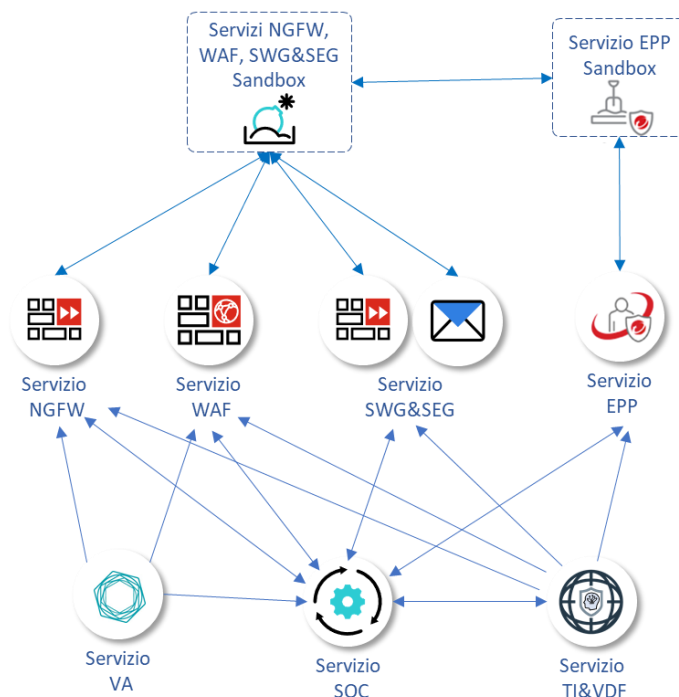 Servizi NGFW,
WAF, SWG&SEG
Sandbox
Servizio EPP
Sandbox
Servizio
NGFW
Servizio
WAF
Servizio
SWG&SEG
Servizio
EPP
Servizio
VA
Servizio
SOC
Servizio
TI&VDF